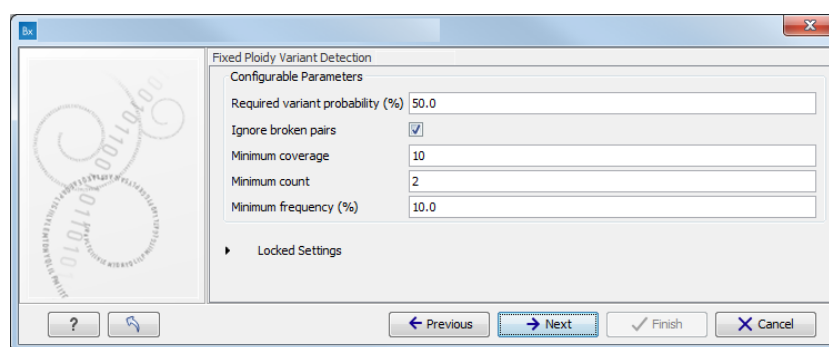 Bx
Fixed Ploidy Variant Detection
Configurable Parameters
Required variant probability (%) 50.0
Ignore broken pairs
Minimum coverage 10
Minimum count 2
Minimum frequency (%) 10.0
Locked Settings
? Previous Next Finish Cancel